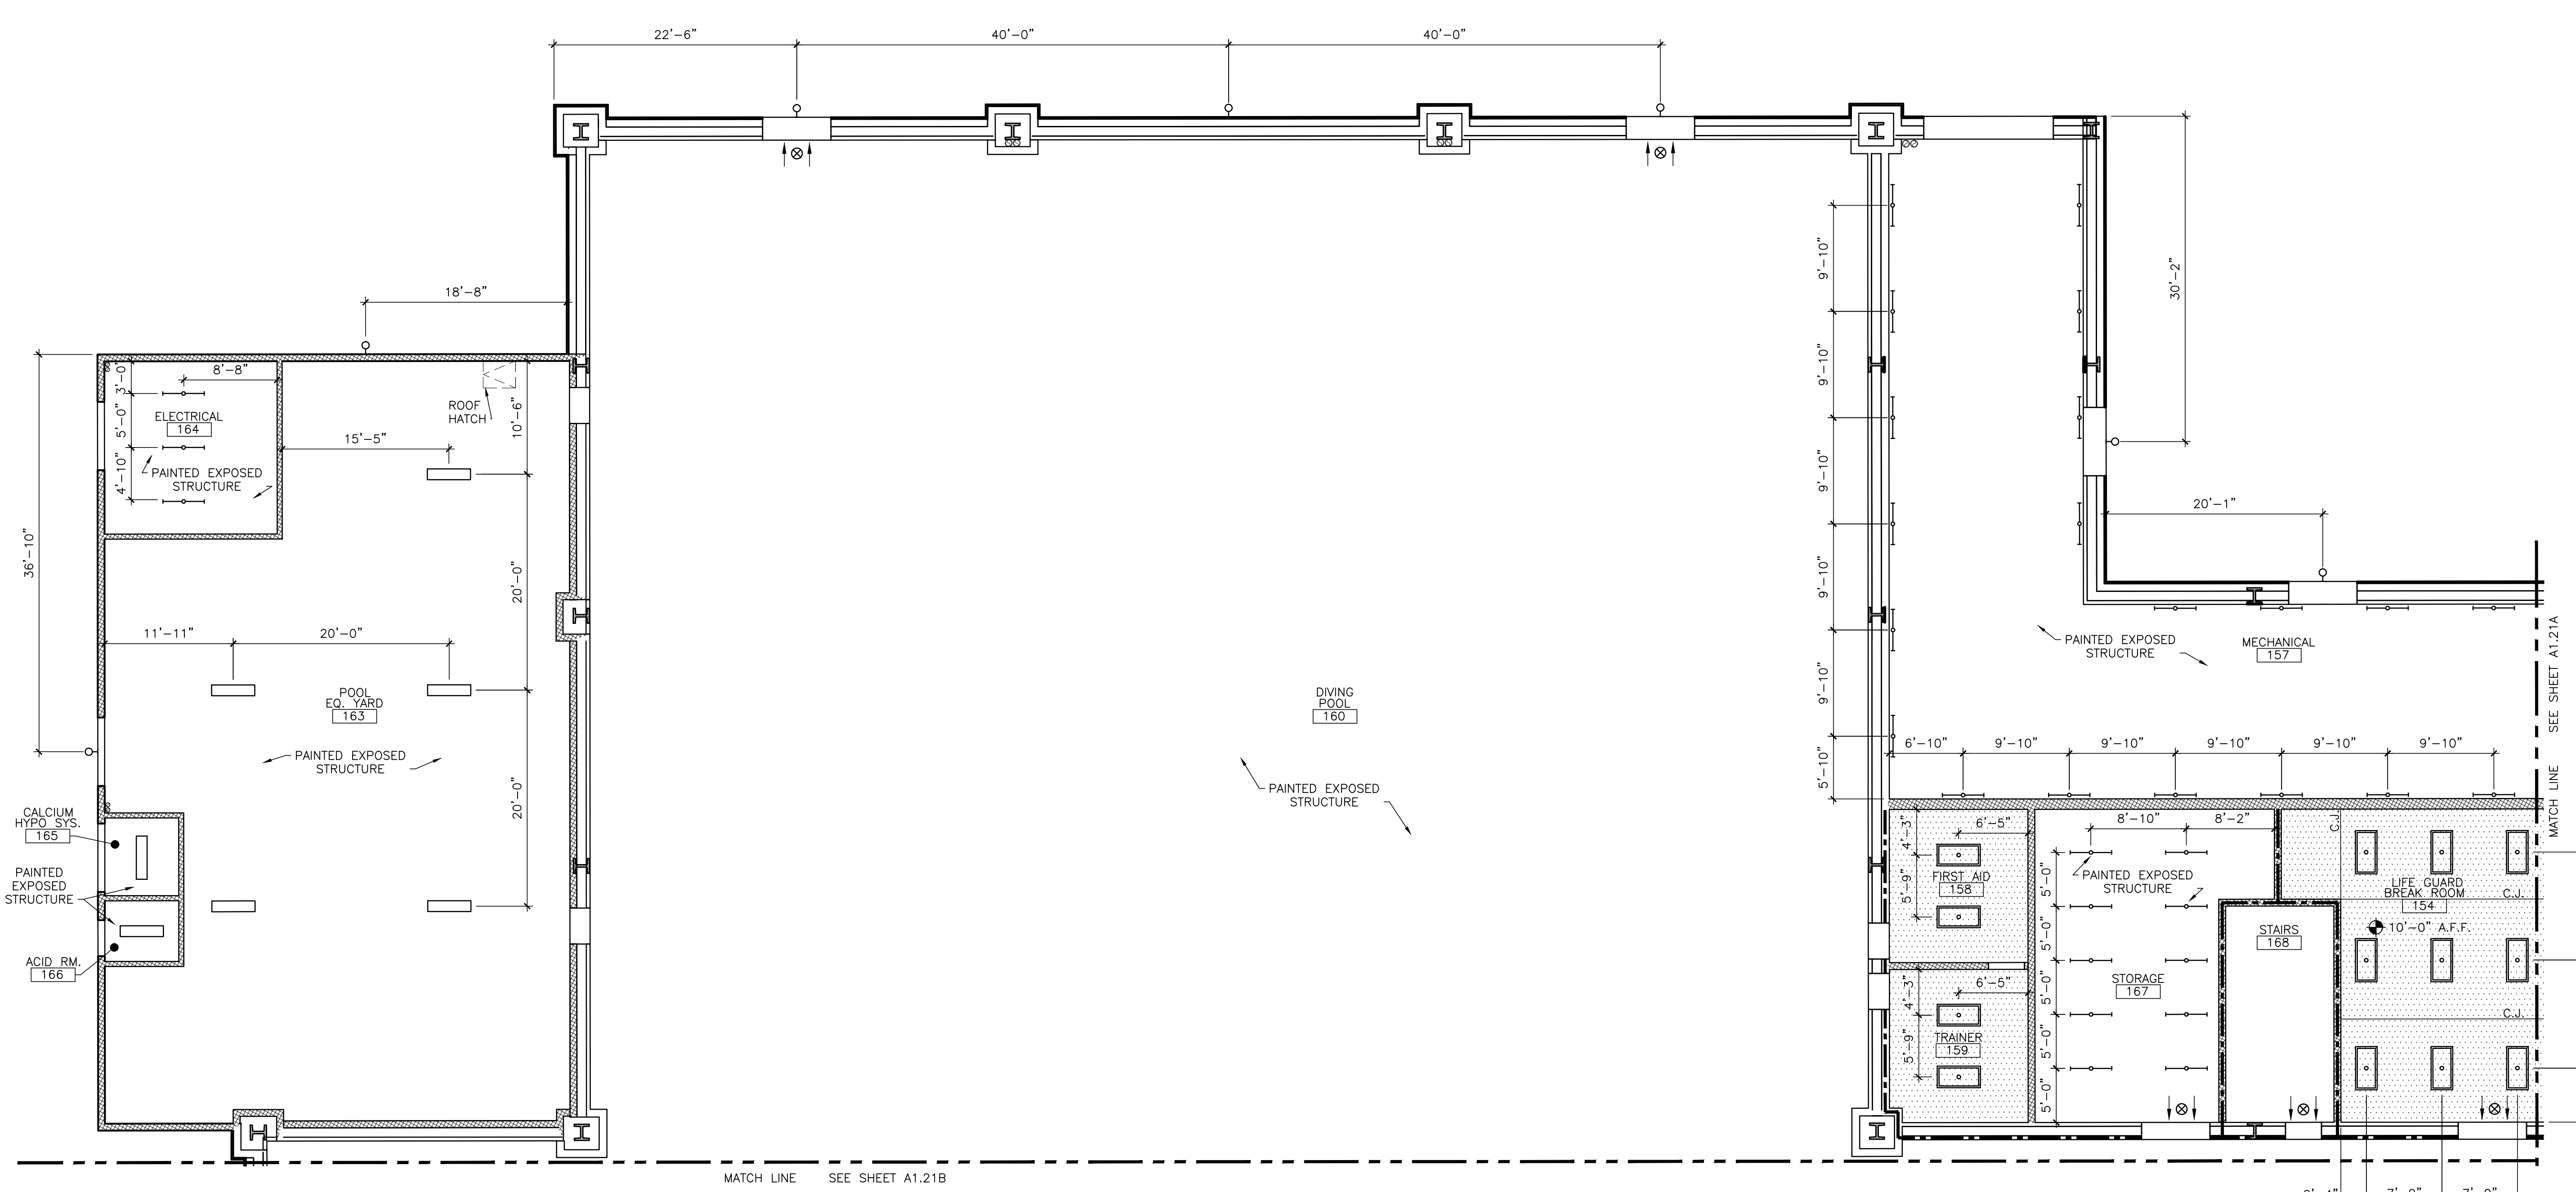 22'-6"
40'-0"
40'-0"
18'-8"
30'-2"
9'-10"
9'-10"
9'-10"
9'-10"
9'-10"
5'-10"
36'-10"
3'-0"
8'-8"
5'-0"
4'-10"
ELECTRICAL
164
PAINTED EXPOSED
STRUCTURE
ROOF
HATCH
10'-6"
15'-5"
20'-0"
20'-0"
11'-11"
20'-0"
POOL
EQ. YARD
163
PAINTED EXPOSED
STRUCTURE
CALCIUM
HYPO SYS.
165
PAINTED
EXPOSED
STRUCTURE
ACID RM.
166
DIVING
POOL
160
PAINTED EXPOSED
STRUCTURE
20'-1"
PAINTED EXPOSED
STRUCTURE
MECHANICAL
157
6'-10"
9'-10"
9'-10"
9'-10"
9'-10"
9'-10"
4'-3"
6'-5"
5'-9"
FIRST AID
158
4'-3"
6'-5"
5'-9"
TRAINER
159
8'-10"
8'-2"
PAINTED EXPOSED
STRUCTURE
5'-0"
5'-0"
5'-0"
5'-0"
5'-0"
STORAGE
167
STAIRS
168
C.J.
LIFE GUARD
BREAK ROOM
154
C.J.
10'-0" A.F.F.
C.J.
MATCH LINE SEE SHEET A1.21A
MATCH LINE SEE SHEET A1.21B